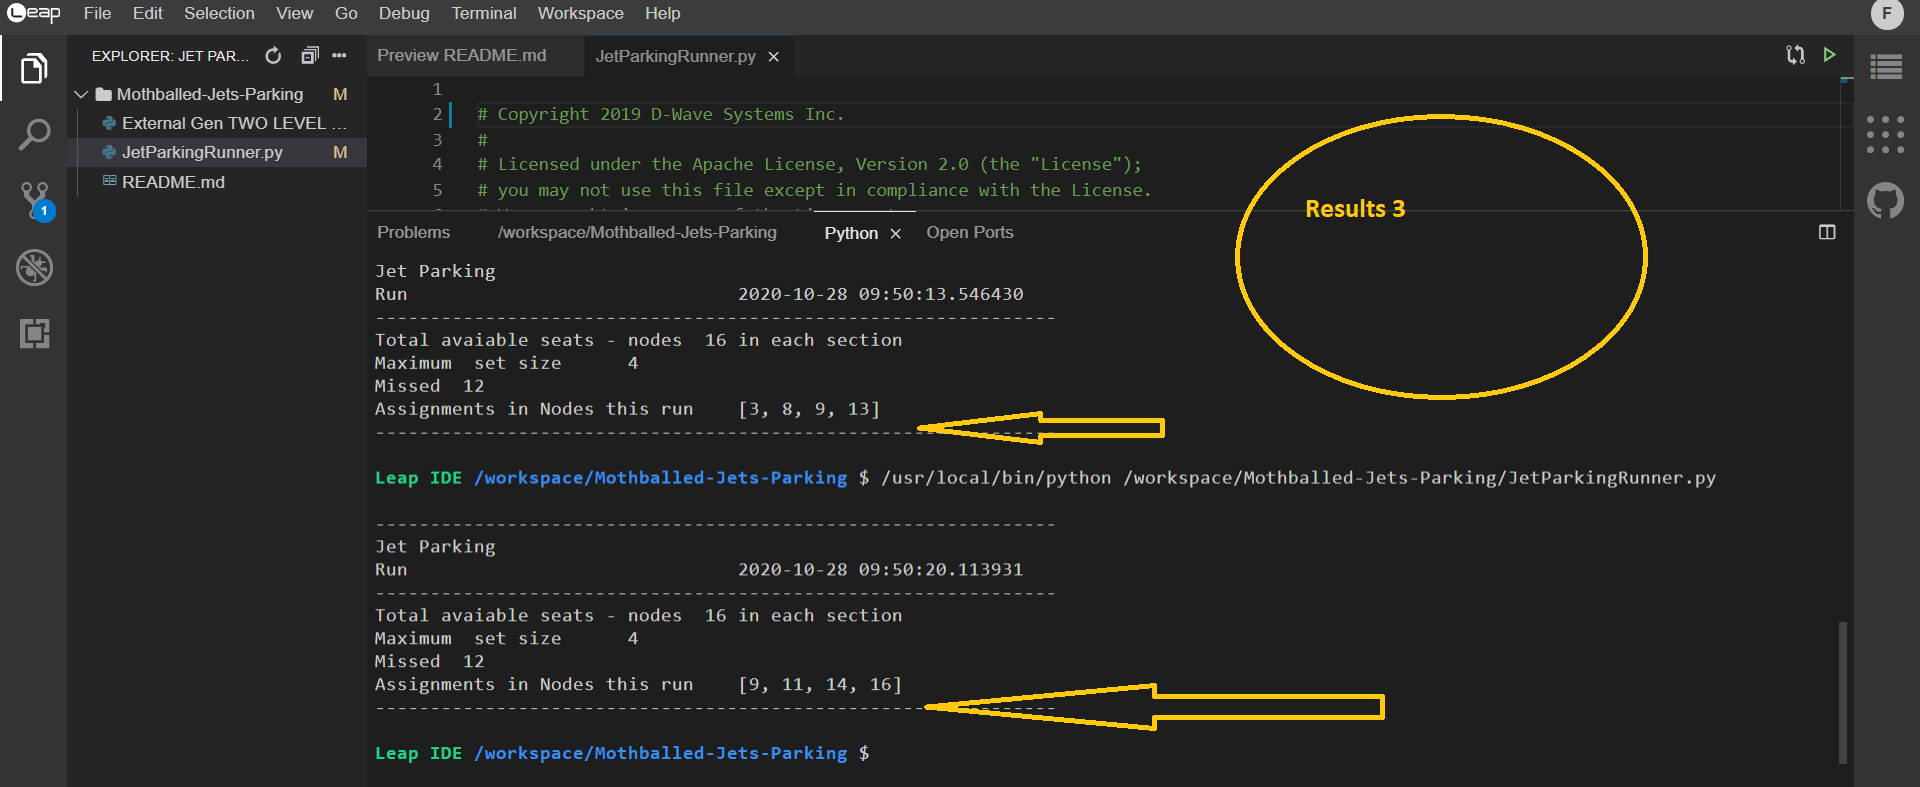 Leap File Edit Selection View Go Debug Terminal Workspace Help F
EXPLORER: JET PAR...
Mothballed-Jets-Parking M
External Gen TWO LEVEL ...
JetParkingRunner.py M
README.md
1
Preview README.md JetParkingRunner.py
1
2 # Copyright 2019 D-Wave Systems Inc.
3 #
4 # Licensed under the Apache License, Version 2.0 (the "License");
5 # you may not use this file except in compliance with the License.
Results 3
Problems /workspace/Mothballed-Jets-Parking Python Open Ports
Jet Parking
Run 2020-10-28 09:50:13.546430
--------------------------------------------------------------
Total avaiable seats - nodes 16 in each section
Maximum set size 4
Missed 12
Assignments in Nodes this run [3, 8, 9, 13]
--------------------------------------------------------------
Leap IDE /workspace/Mothballed-Jets-Parking $ /usr/local/bin/python /workspace/Mothballed-Jets-Parking/JetParkingRunner.py
--------------------------------------------------------------
Jet Parking
Run 2020-10-28 09:50:20.113931
--------------------------------------------------------------
Total avaiable seats - nodes 16 in each section
Maximum set size 4
Missed 12
Assignments in Nodes this run [9, 11, 14, 16]
--------------------------------------------------------------
Leap IDE /workspace/Mothballed-Jets-Parking $